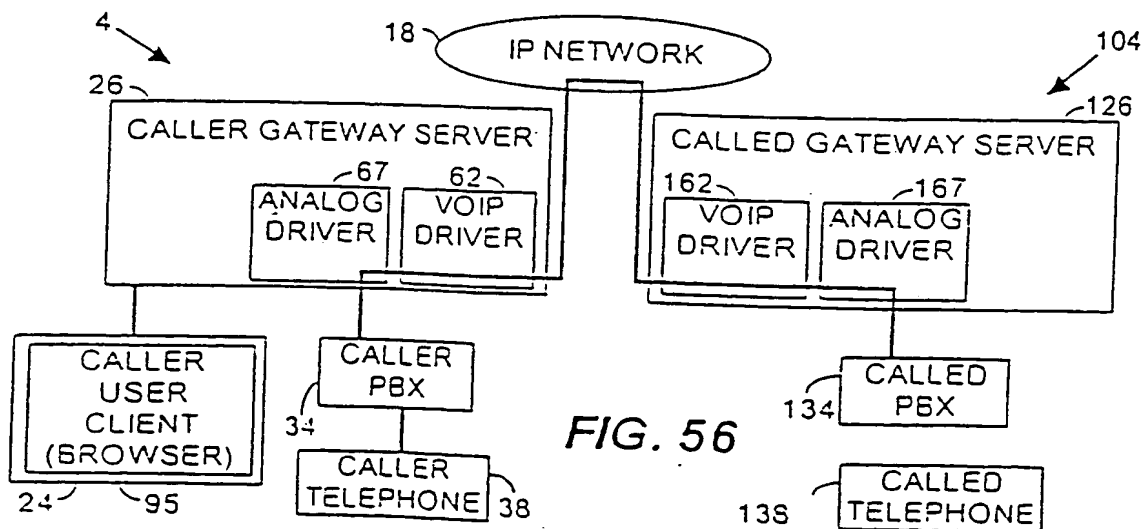 4
18
IP NETWORK
104
26
126
CALLER GATEWAY SERVER
CALLED GATEWAY SERVER
67
62
ANALOG
DRIVER
VOIP
DRIVER
162
167
VOIP
DRIVER
ANALOG
DRIVER
CALLER
USER
CLIENT
(BROWSER)
24
95
CALLER
PBX
34
CALLER
TELEPHONE
38
FIG. 56
CALLED
PBX
134
CALLED
TELEPHONE
138